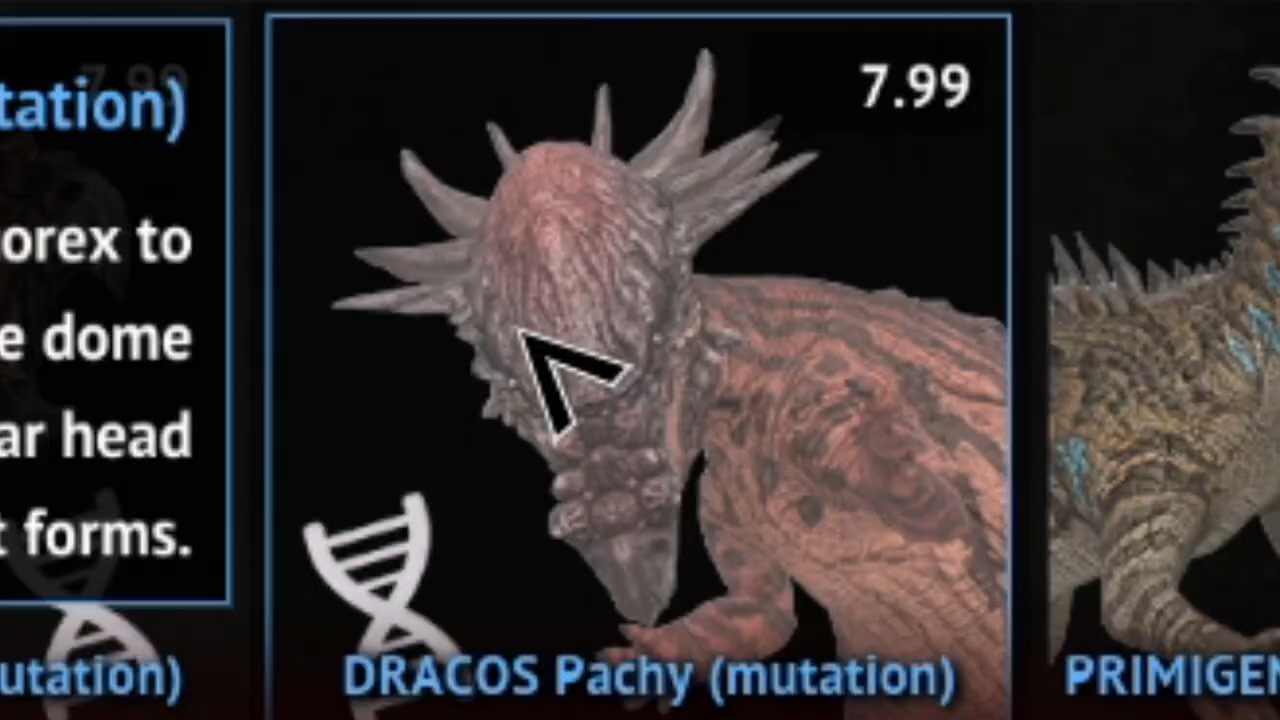 tation)
orex to
e dome
ar head
t forms.
utation)
7.99
DRACOS Pachy (mutation)
PRIMIGEN